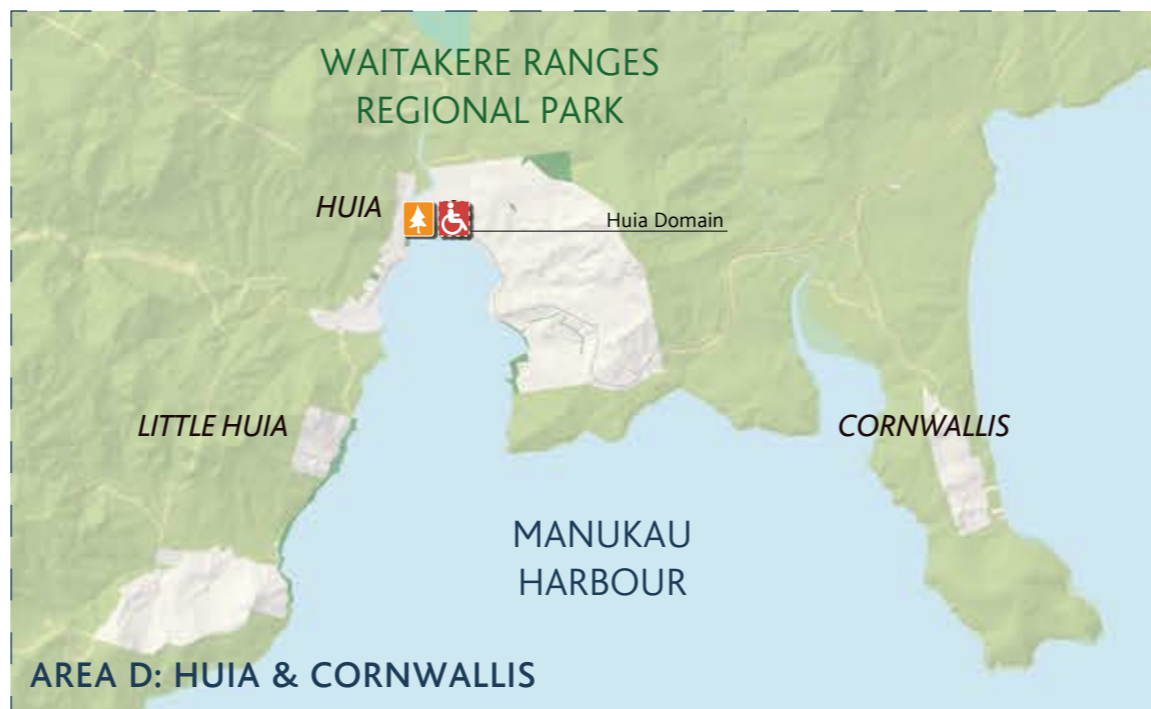 WAITAKERE RANGES
REGIONAL PARK
HUIA
Huia Domain
LITTLE HUIA
CORNWALLIS
MANUKAU
HARBOUR
AREA D: HUIA & CORNWALLIS